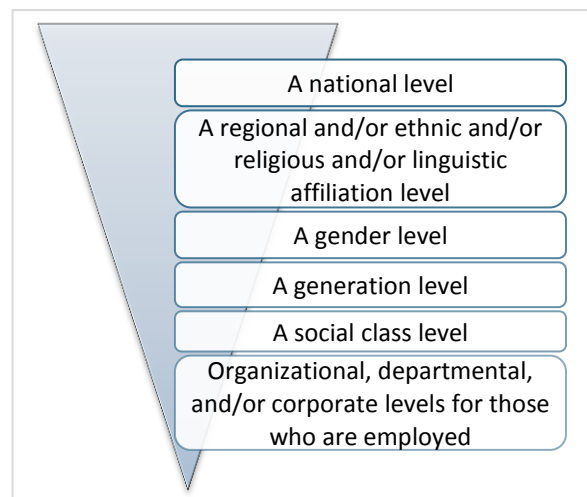 A national level
A regional and/or ethnic and/or
religious and/or linguistic
affiliation level
A gender level
A generation level
A social class level
Organizational, departmental,
and/or corporate levels for those
who are employed